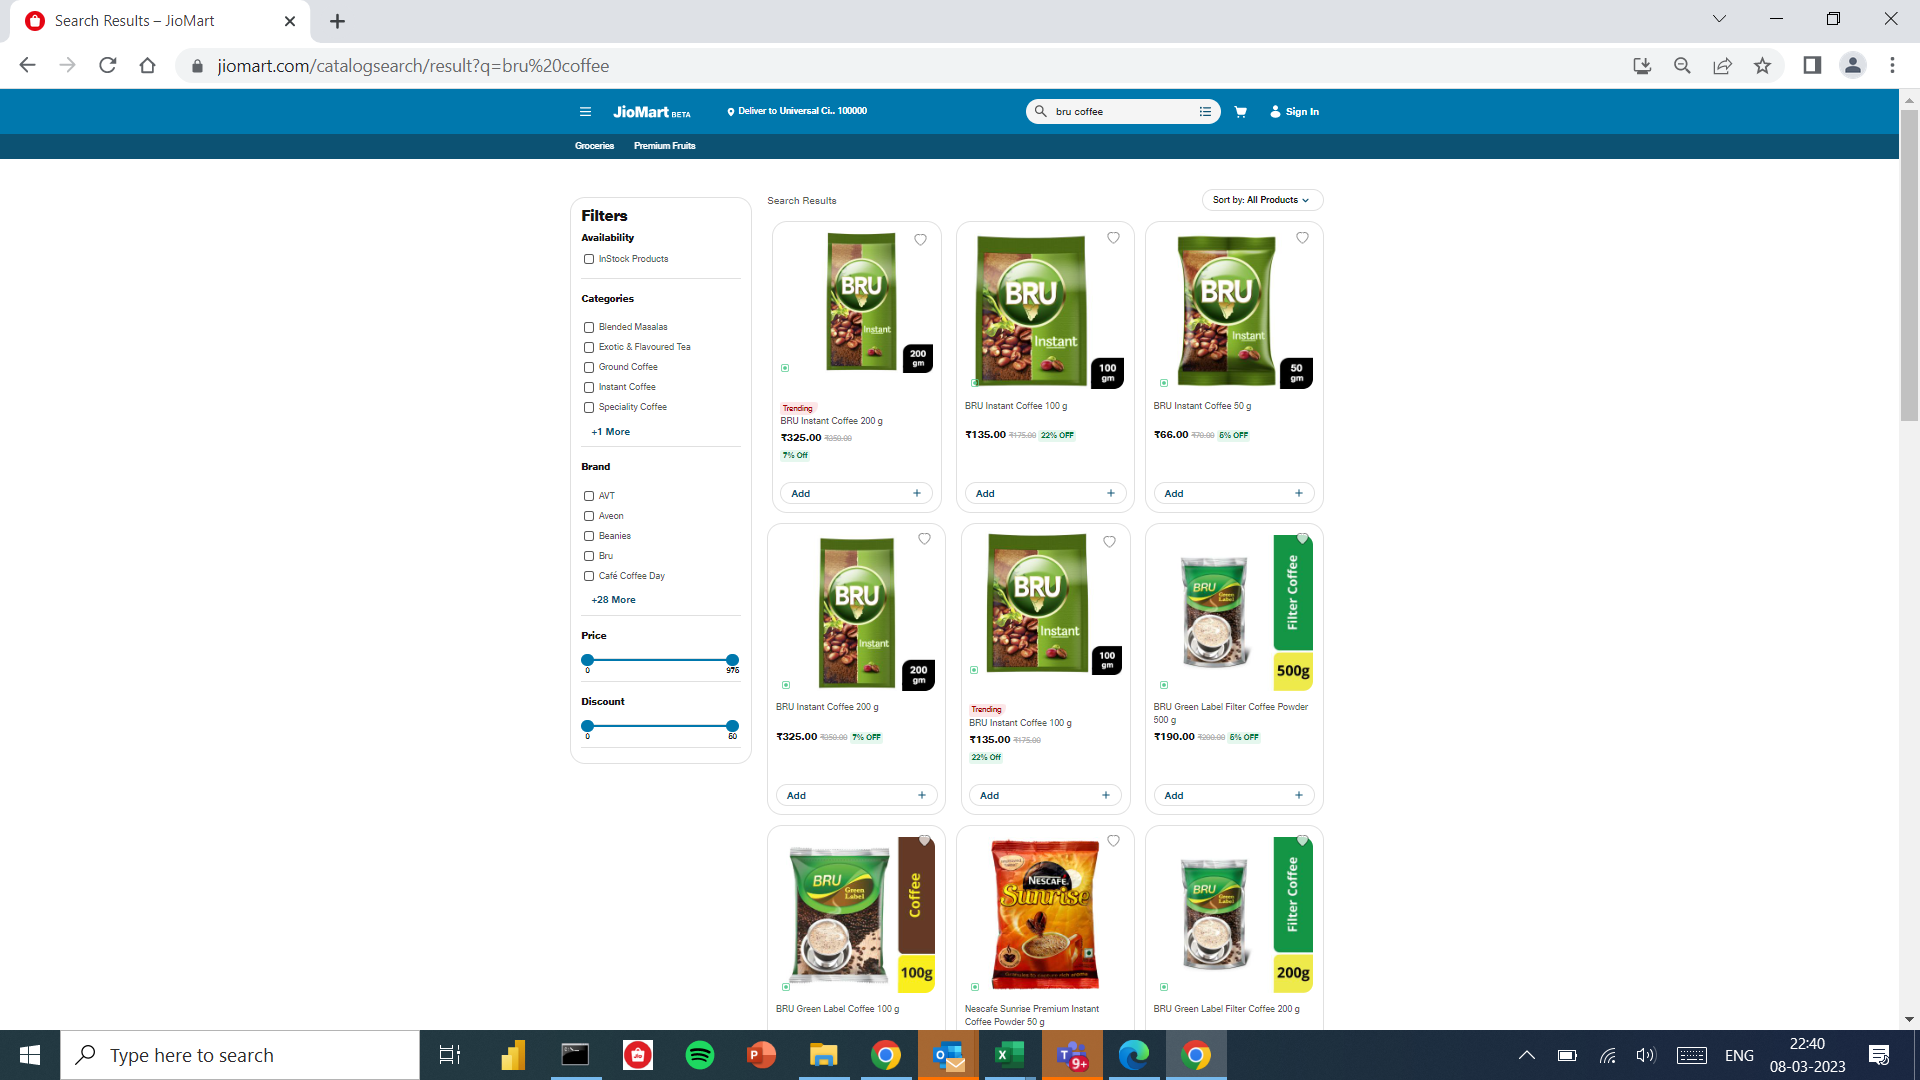 Search Results – JioMart
jiomart.com/catalogsearch/result?q=bru%20coffee
JioMart BETA
Deliver to Universal Ci.. 100000
bru coffee
Sign In
Groceries
Premium Fruits
Filters
Availability
InStock Products
Categories
Blended Masalas
Exotic & Flavoured Tea
Ground Coffee
Instant Coffee
Speciality Coffee
+1 More
Brand
AVT
Aveon
Beanies
Bru
Café Coffee Day
+28 More
Price
0
975
Discount
0
50
Search Results
Sort by: All Products
BRU
Instant
200
gm
Trending
BRU Instant Coffee 200 g
₹325.00 ₹350.00
7% Off
Add
BRU
Instant
100
gm
BRU Instant Coffee 100 g
₹135.00 ₹175.00 22% OFF
Add
BRU
Instant
50
gm
BRU Instant Coffee 50 g
₹66.00 ₹70.00 5% OFF
Add
BRU
Instant
200
gm
BRU Instant Coffee 200 g
₹325.00 ₹350.00 7% OFF
Add
BRU
Instant
100
gm
Trending
BRU Instant Coffee 100 g
₹135.00 ₹175.00
22% Off
Add
BRU
Green
Label
Filter Coffee
500g
BRU Green Label Filter Coffee Powder
500 g
₹190.00 ₹200.00 5% OFF
Add
BRU
Green
Label
Coffee
100g
BRU Green Label Coffee 100 g
NESCAFÉ
Sunrise
Nescafe Sunrise Premium Instant
Coffee Powder 50 g
BRU
Green
Label
Filter Coffee
200g
BRU Green Label Filter Coffee 200 g
Type here to search
9+
ENG
22:40
08-03-2023